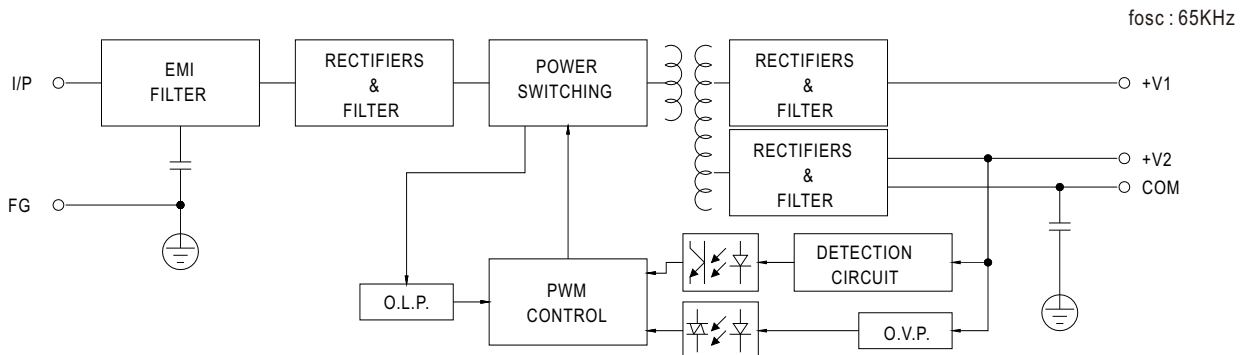 fosc : 65KHz
I/P
EMI
FILTER
RECTIFIERS
&
FILTER
POWER
SWITCHING
RECTIFIERS
&
FILTER
+V1
RECTIFIERS
&
FILTER
+V2
COM
FG
DETECTION
CIRCUIT
O.L.P.
PWM
CONTROL
O.V.P.